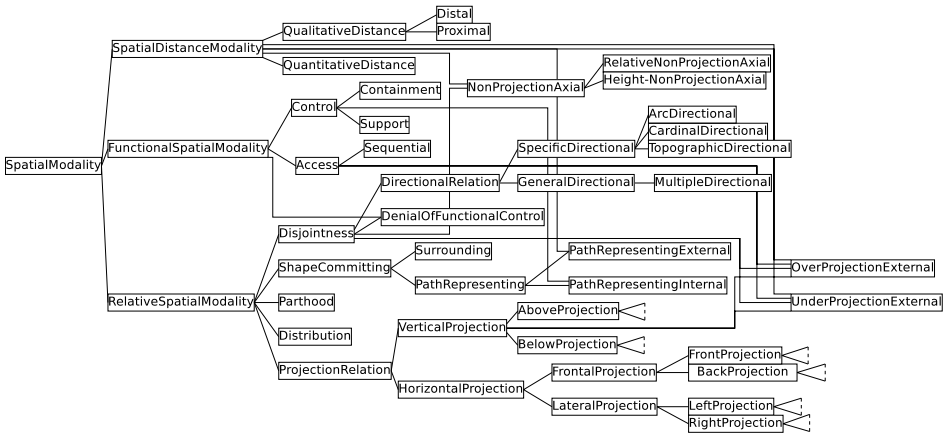 Distal
QualitativeDistance
Proximal
SpatialDistanceModality
QuantitativeDistance
RelativeNonProjectionAxial
Height-NonProjectionAxial
NonProjectionAxial
Containment
Control
Support
ArcDirectional
CardinalDirectional
TopographicDirectional
SpecificDirectional
FunctionalSpatialModality
Sequential
Access
SpatialModality
DirectionalRelation
GeneralDirectional
MultipleDirectional
DenialOfFunctionalControl
Disjointness
Surrounding
PathRepresentingExternal
ShapeCommitting
OverProjectionExternal
PathRepresenting
PathRepresentingInternal
RelativeSpatialModality
Parthood
UnderProjectionExternal
AboveProjection
VerticalProjection
Distribution
BelowProjection
FrontProjection
ProjectionRelation
FrontalProjection
BackProjection
HorizontalProjection
LateralProjection
LeftProjection
RightProjection